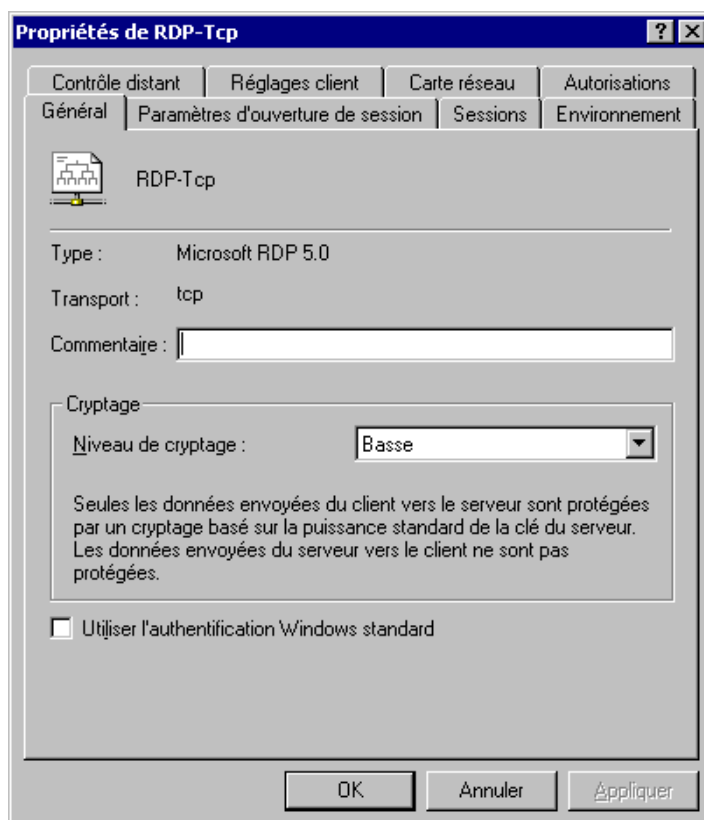 Propriétés de RDP-Tcp
Contrôle distant Réglages client Carte réseau Autorisations
Général Paramètres d'ouverture de session Sessions Environnement
RDP-Tcp
Type : Microsoft RDP 5.0
Transport : tcp
Commentaire :
Cryptage
Niveau de cryptage : Basse
Seules les données envoyées du client vers le serveur sont protégées
par un cryptage basé sur la puissance standard de la clé du serveur.
Les données envoyées du serveur vers le client ne sont pas
protégées.
Utiliser l'authentification Windows standard
OK Annuler Appliquer